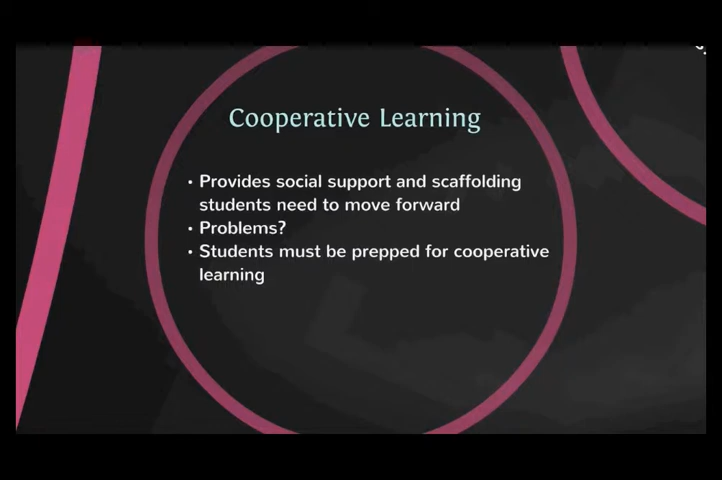 Cooperative Learning
• Provides social support and scaffolding
students need to move forward
• Problems?
• Students must be prepped for cooperative
learning